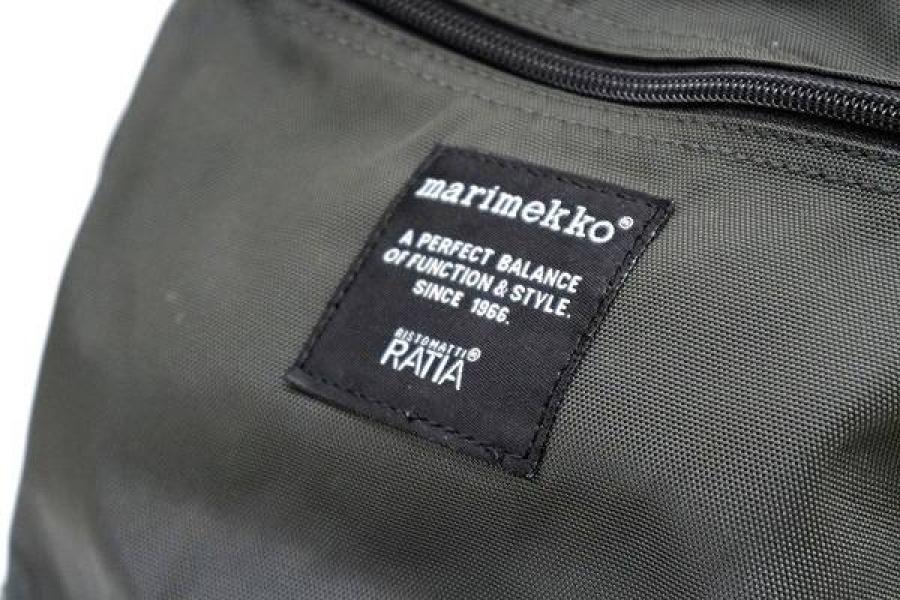 marimekko®
A PERFECT BALANCE
OF FUNCTION & STYLE.
SINCE 1966.
RISTOMATTI®
RATIA